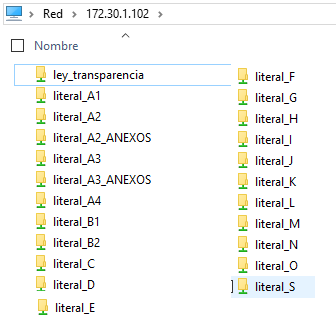 Red > 172.30.1.102 >
Nombre
ley_transparencia
literal_A1
literal_A2
literal_A2_ANEXOS
literal_A3
literal_A3_ANEXOS
literal_A4
literal_B1
literal_B2
literal_C
literal_D
literal_E
literal_F
literal_G
literal_H
literal_I
literal_J
literal_K
literal_L
literal_M
literal_N
literal_O
literal_S